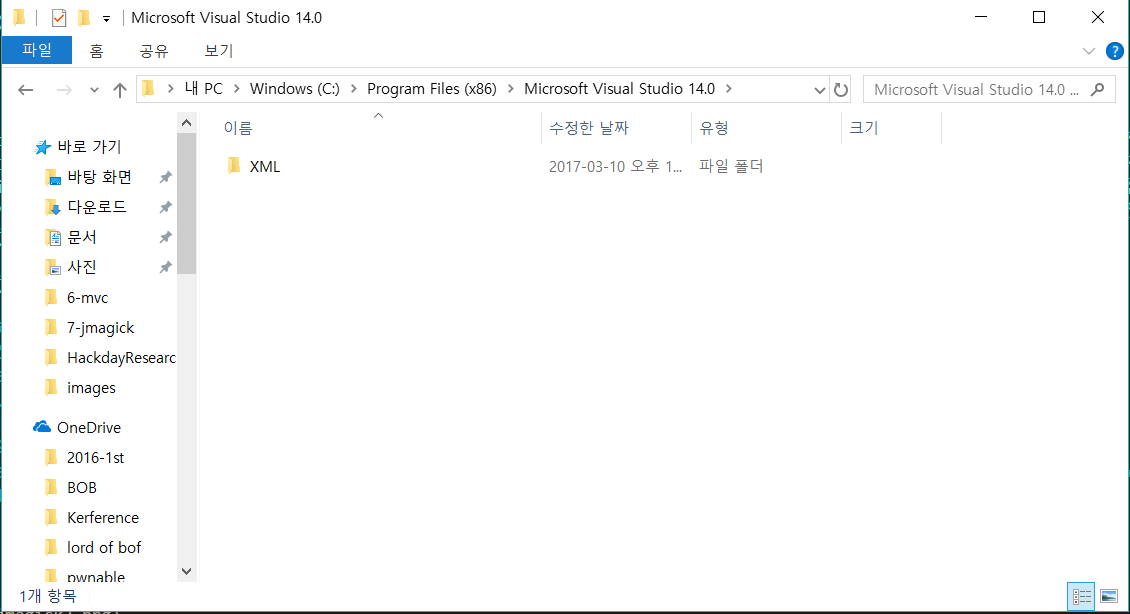 Microsoft Visual Studio 14.0
파일 홈 공유 보기
내 PC Windows (C:) Program Files (x86) Microsoft Visual Studio 14.0
Microsoft Visual Studio 14.0 ...
이름 수정한 날짜 유형 크기
XML 2017-03-10 오후 1... 파일 폴더
바로 가기
바탕 화면
다운로드
문서
사진
6-mvc
7-jmagick
HackdayResearc
images
OneDrive
2016-1st
BOB
Kerference
lord of bof
pwnable
1개 항목